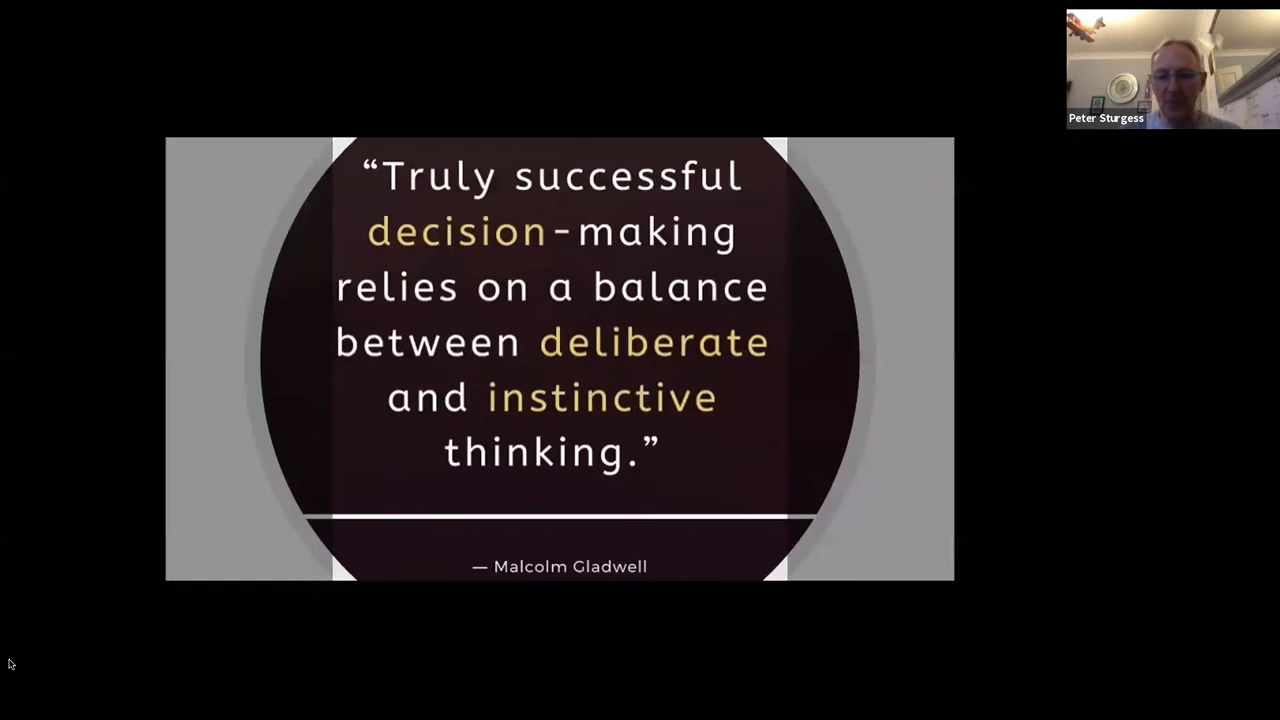 Peter Sturgess
“Truly successful
decision-making
relies on a balance
between deliberate
and instinctive
thinking.”
— Malcolm Gladwell